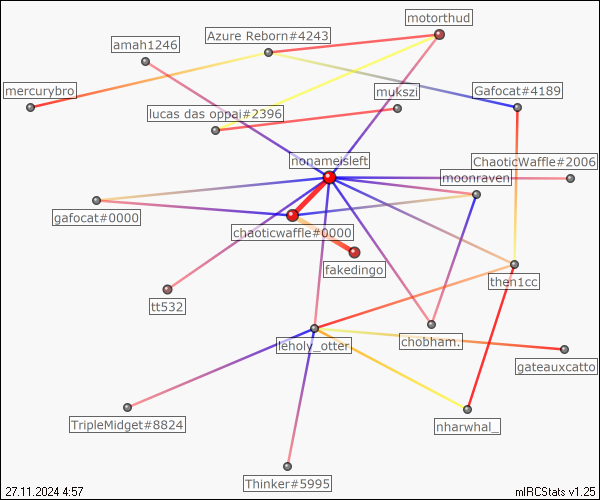 motorthud
Azure Reborn#4243
amah1246
mercurybro
mukszi
Gafocat#4189
lucas das oppai#2396
nonameisleft
ChaoticWaffle#2006
moonraven
gafocat#0000
chaoticwaffle#0000
fakedingo
then1cc
tt532
chobham.
leholy_otter
gateauxcatto
TripleMidget#8824
nharwhal_
Thinker#5995
27.11.2024 4:57
mIRCStats v1.25